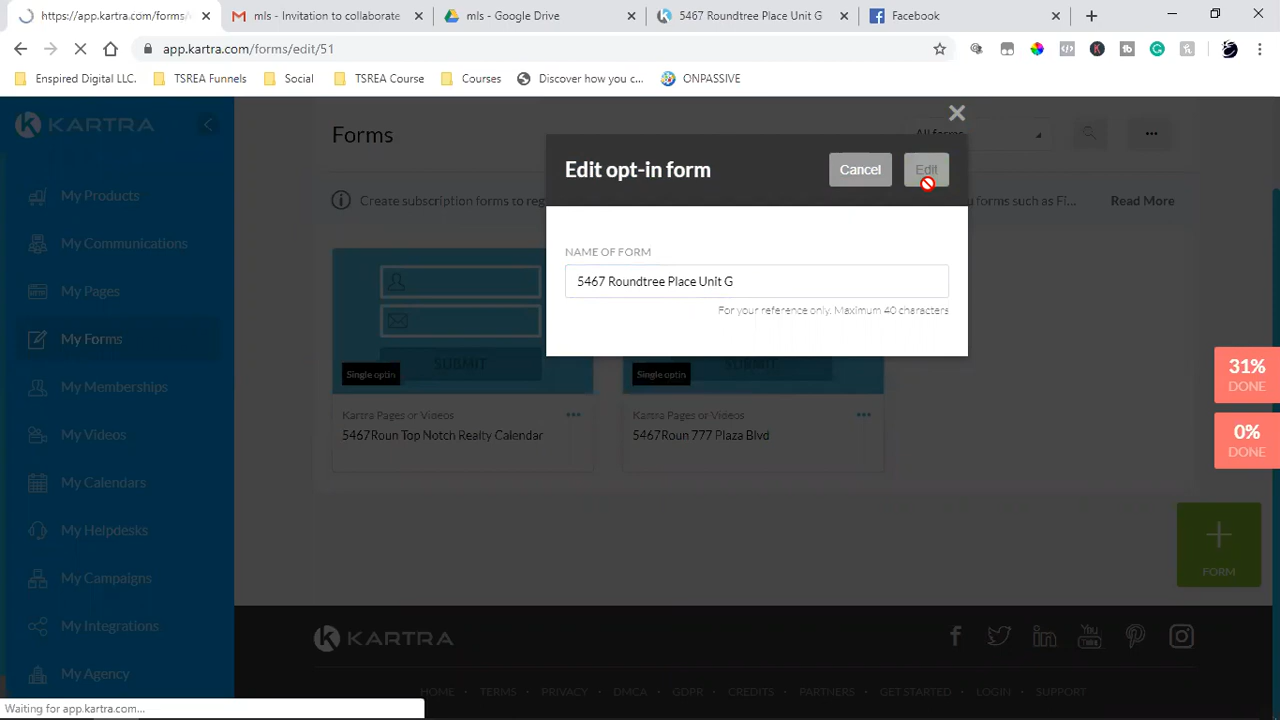 https://app.kartra.com/forms/
mls - Invitation to collaborate
mls - Google Drive
5467 Roundtree Place Unit G
Facebook
app.kartra.com/forms/edit/51
Enspired Digital LLC.
TSREA Funnels
Social
TSREA Course
Courses
Discover how you c...
ONPASSIVE
KARTRA
My Products
My Communications
My Pages
My Forms
My Memberships
My Videos
My Calendars
My Helpdesks
My Campaigns
My Integrations
My Agency
Forms
All forms
Create subscription forms to reg
u forms such as Fi...
Read More
Edit opt-in form
Cancel
Edit
NAME OF FORM
5467 Roundtree Place Unit G
For your reference only. Maximum 40 characters
SUBMIT
SUBMIT
Single optin
Single optin
Kartra Pages or Videos
5467Roun Top Notch Realty Calendar
Kartra Pages or Videos
5467Roun 777 Plaza Blvd
31%
DONE
0%
DONE
FORM
KARTRA
You
Tube
HOME
TERMS
PRIVACY
DMCA
GDPR
CREDITS
PARTNERS
GET STARTED
LOGIN
SUPPORT
Waiting for app.kartra.com...